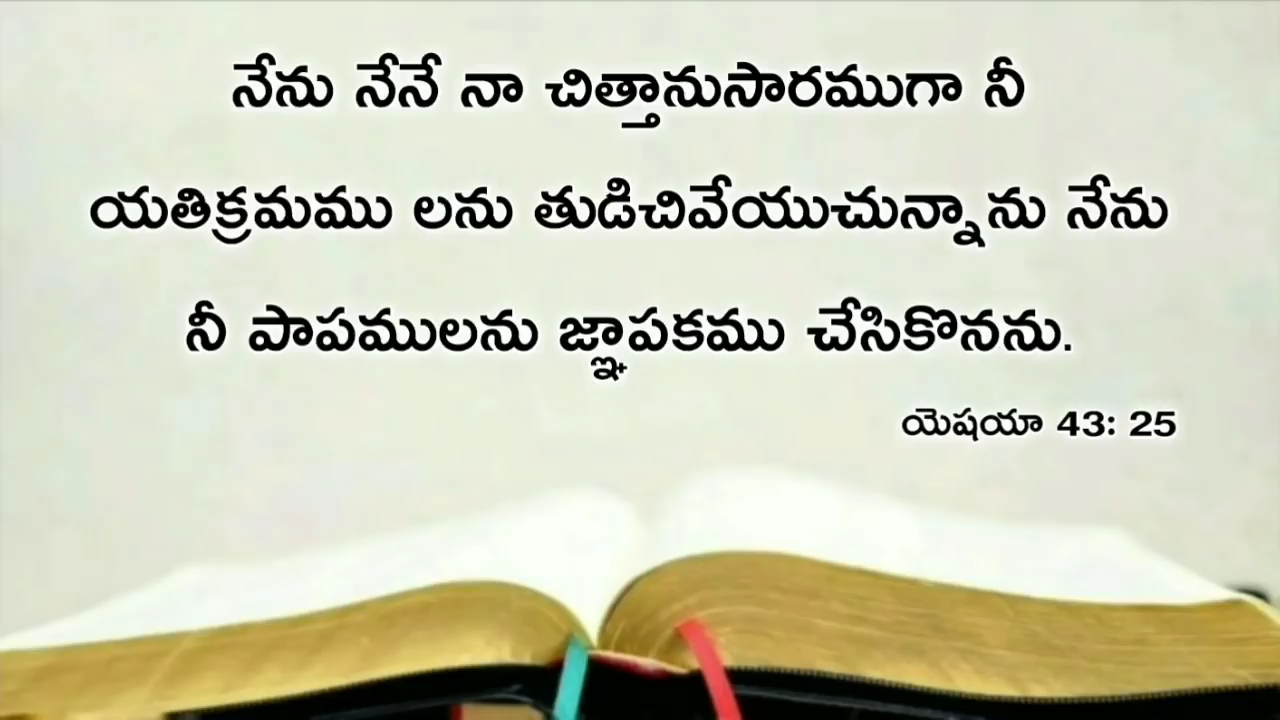 నేను నేనే నా చిత్తానుసారముగా నీ
యతిక్రమము లను తుడిచివేయుచున్నాను నేను
నీ పాపములను జ్ఞాపకము చేసికొనను.
యెషయా 43: 25